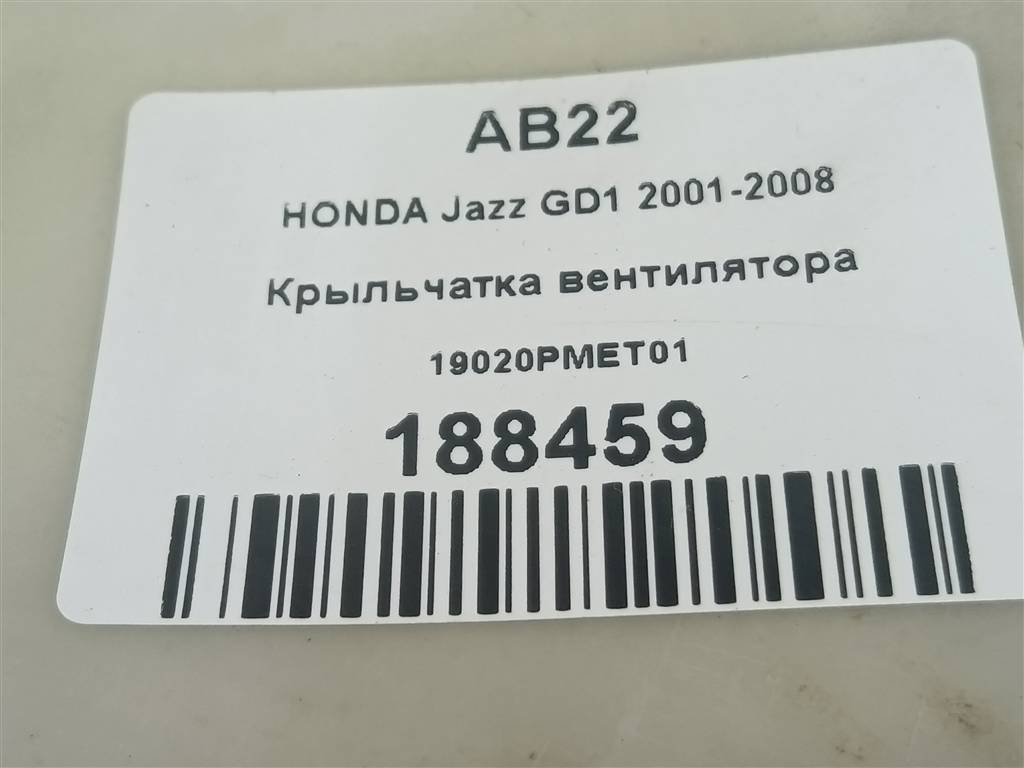 AB22
HONDA Jazz GD1 2001-2008
Крыльчатка вентилятора
19020PMET01
188459